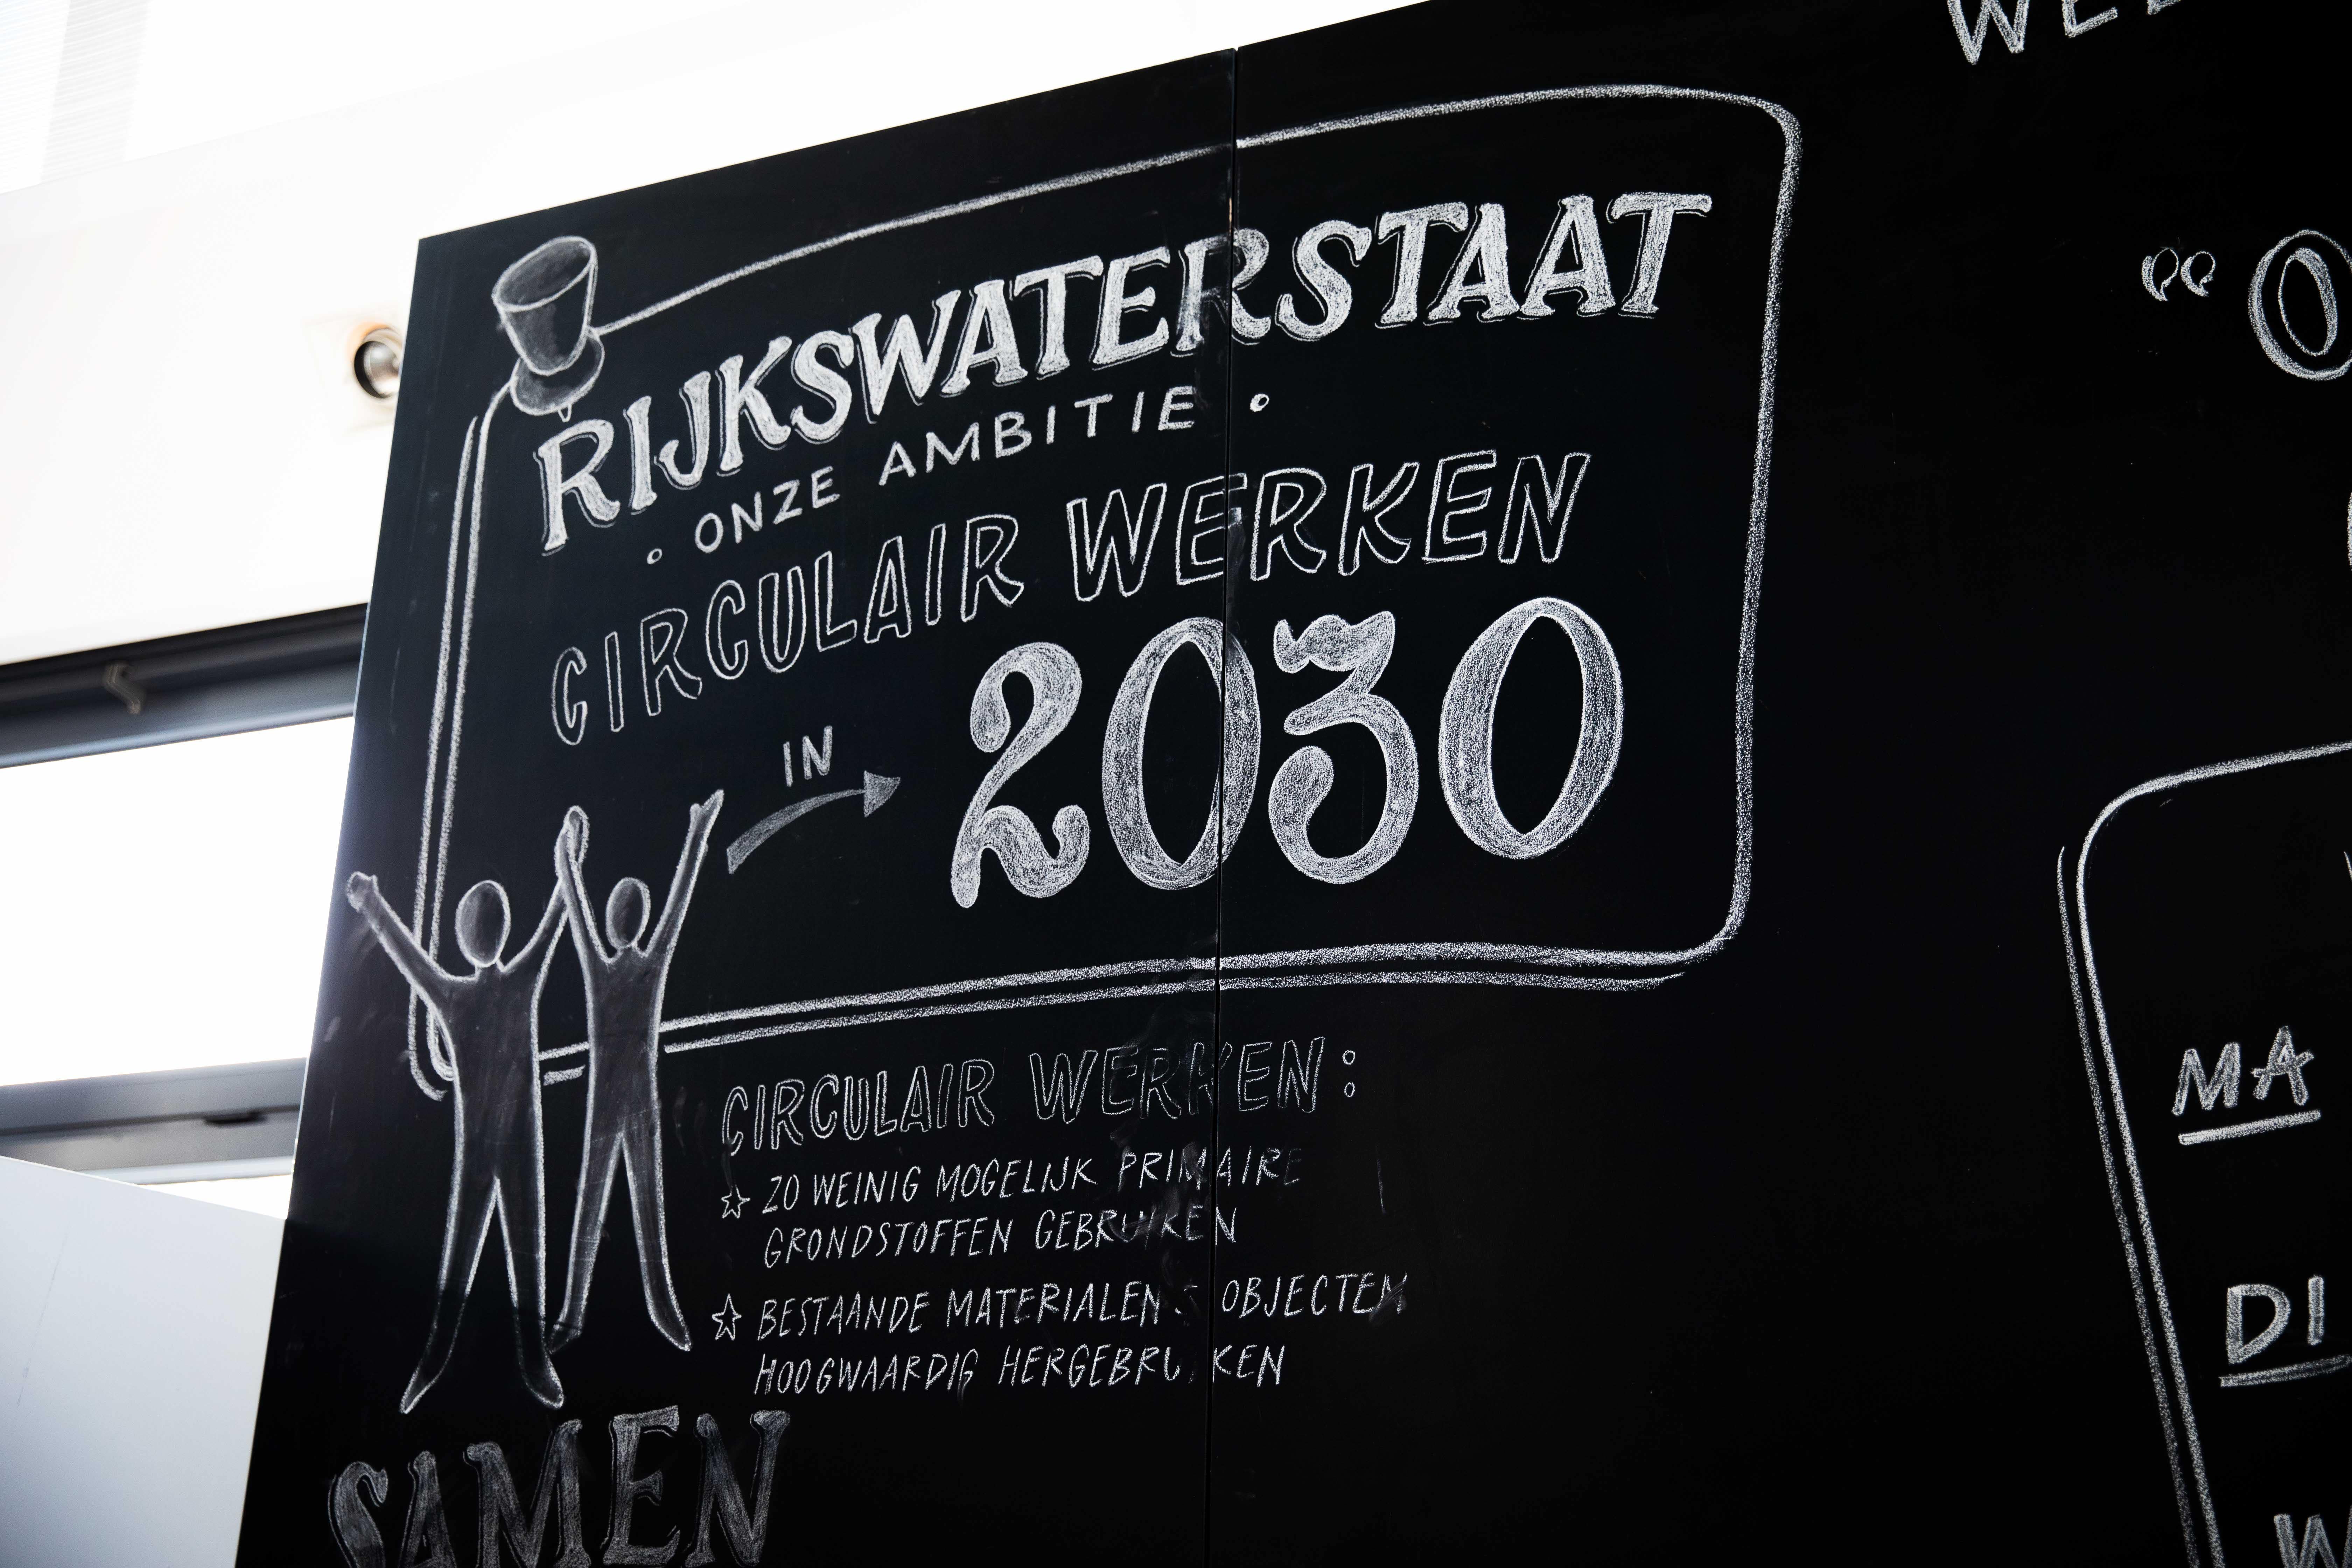 RIJKSWATERSTAAT
• ONZE AMBITIE •
CIRCULAIR WERKEN
IN → 2030
CIRCULAIR WERKEN:
☆ ZO WEINIG MOGELIJK PRIMAIRE
GRONDSTOFFEN GEBRUIKEN
☆ BESTAANDE MATERIALEN & OBJECTEN
HOOGWAARDIG HERGEBRUIKEN
SAMEN
“O
MA
DI